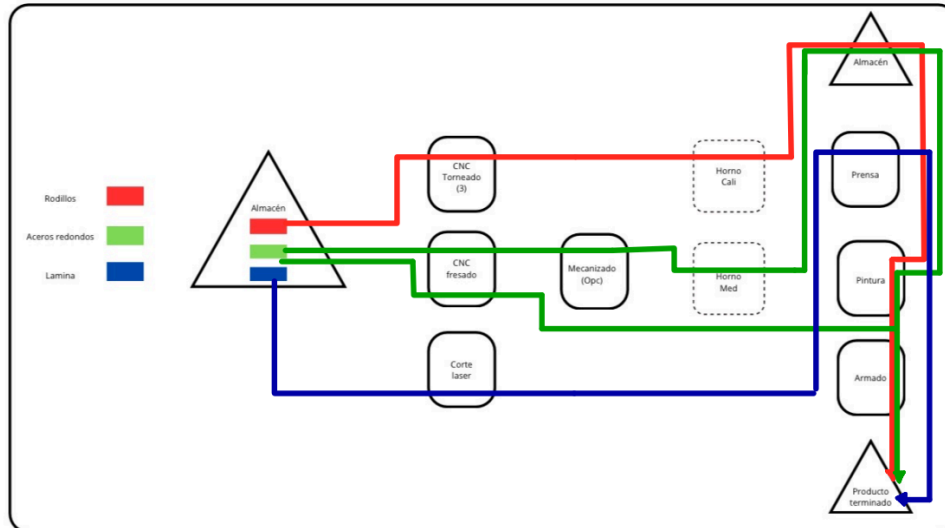 Almacén
CNC
Torneado
(3)
Horno
Cali
Prensa
Rodillos
Almacén
Aceros redondos
Lamina
CNC
fresado
Mecanizado
(Opc)
Horno
Med
Pintura
Corte
laser
Armado
Producto
terminado